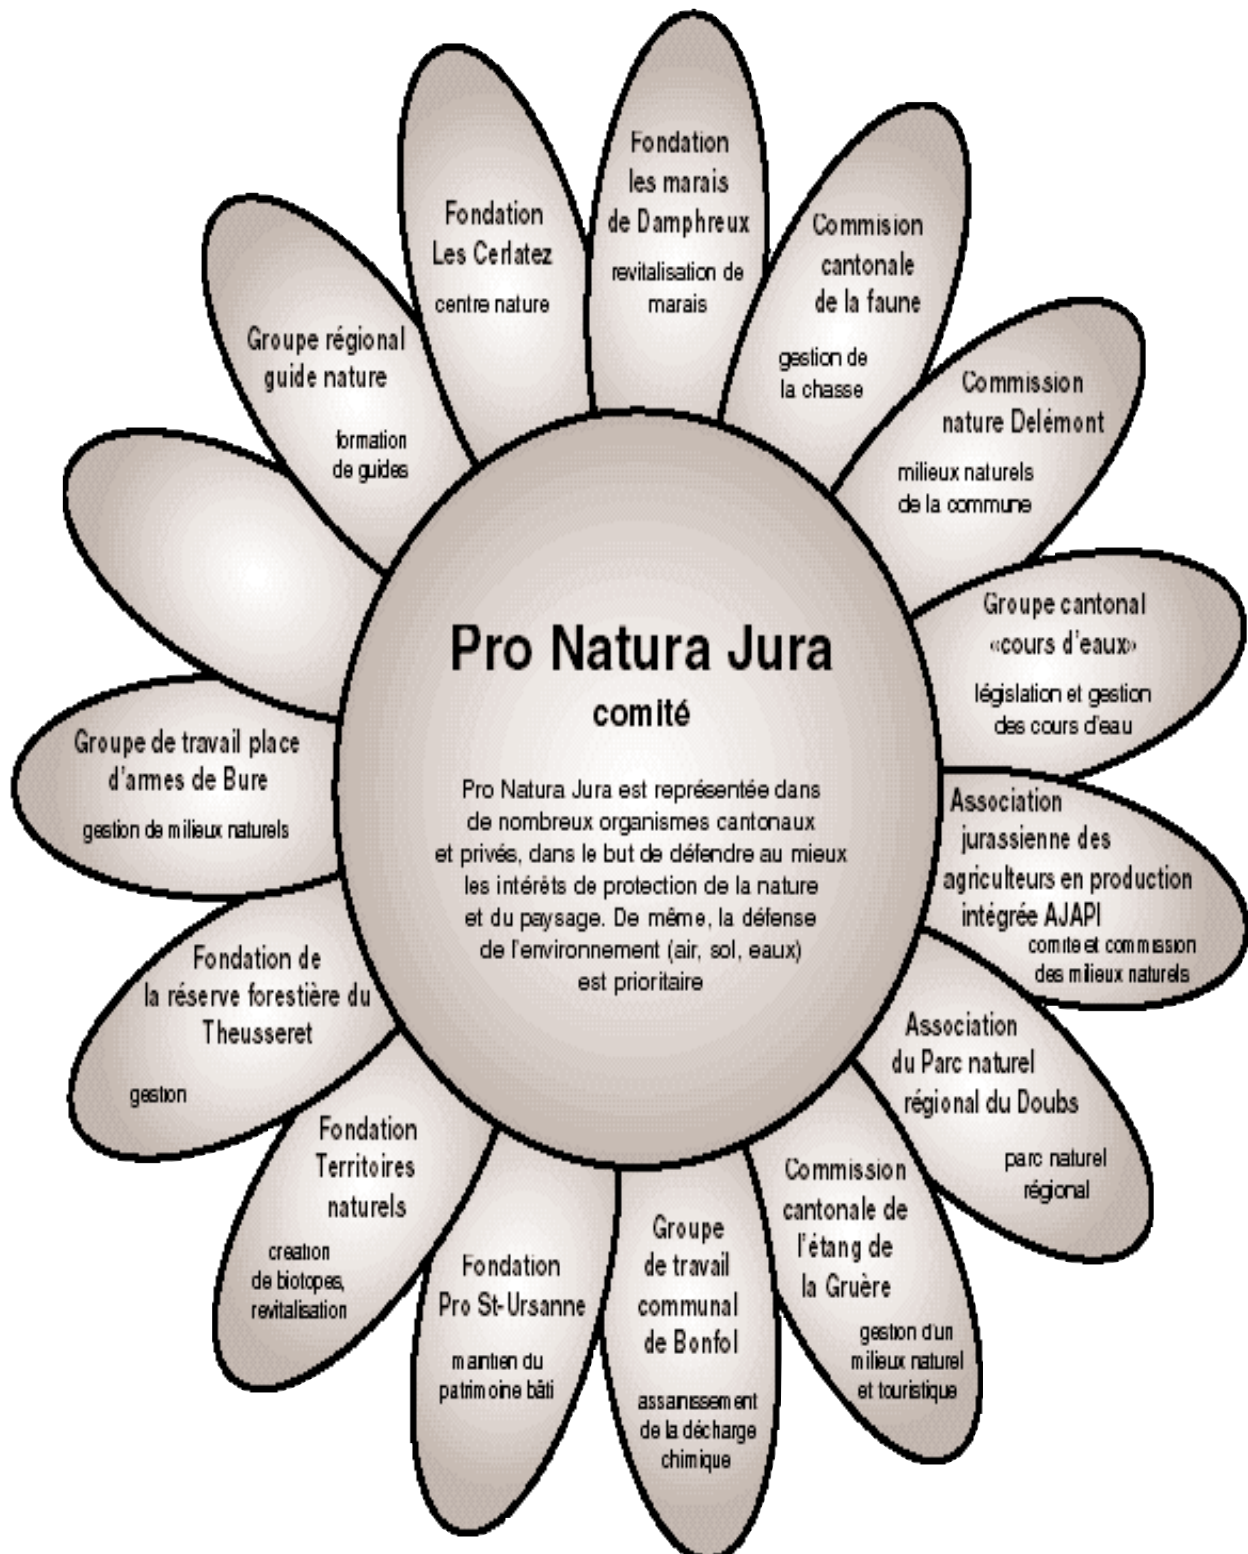 Fondation
les marais
de Damphreux
revitalisation de
marais
Commision
cantonale
de la faune
gestion de
la chasse
Commission
nature Delémont
milieux naturels
de la commune
Groupe cantonal
«cours d'eaux»
législation et gestion
des cours d'eau
Association
jurassienne des
agriculteurs en production
intégrée AJAPI
comité et commission
des milieux naturels
Association
du Parc naturel
régional du Doubs
parc naturel
régional
Commission
cantonale de
l'étang de
la Gruère
gestion d'un
milieux naturel
et touristique
Groupe
de travail
communal
de Bonfol
assainissement
de la décharge
chimique
Fondation
Pro St-Ursanne
maintien du
patrimoine bâti
Fondation
Territoires
naturels
création
de biotopes,
revitalisation
Fondation de
la réserve forestière du
Theusseret
gestion
Groupe de travail place
d'armes de Bure
gestion de milieux naturels
Groupe régional
guide nature
formation
de guides
Fondation
Les Cerlatez
centre nature
Pro Natura Jura
comité
Pro Natura Jura est représentée dans
de nombreux organismes cantonaux
et privés, dans le but de défendre au mieux
les intérêts de protection de la nature
et du paysage. De même, la défense
de l'environnement (air, sol, eaux)
est prioritaire